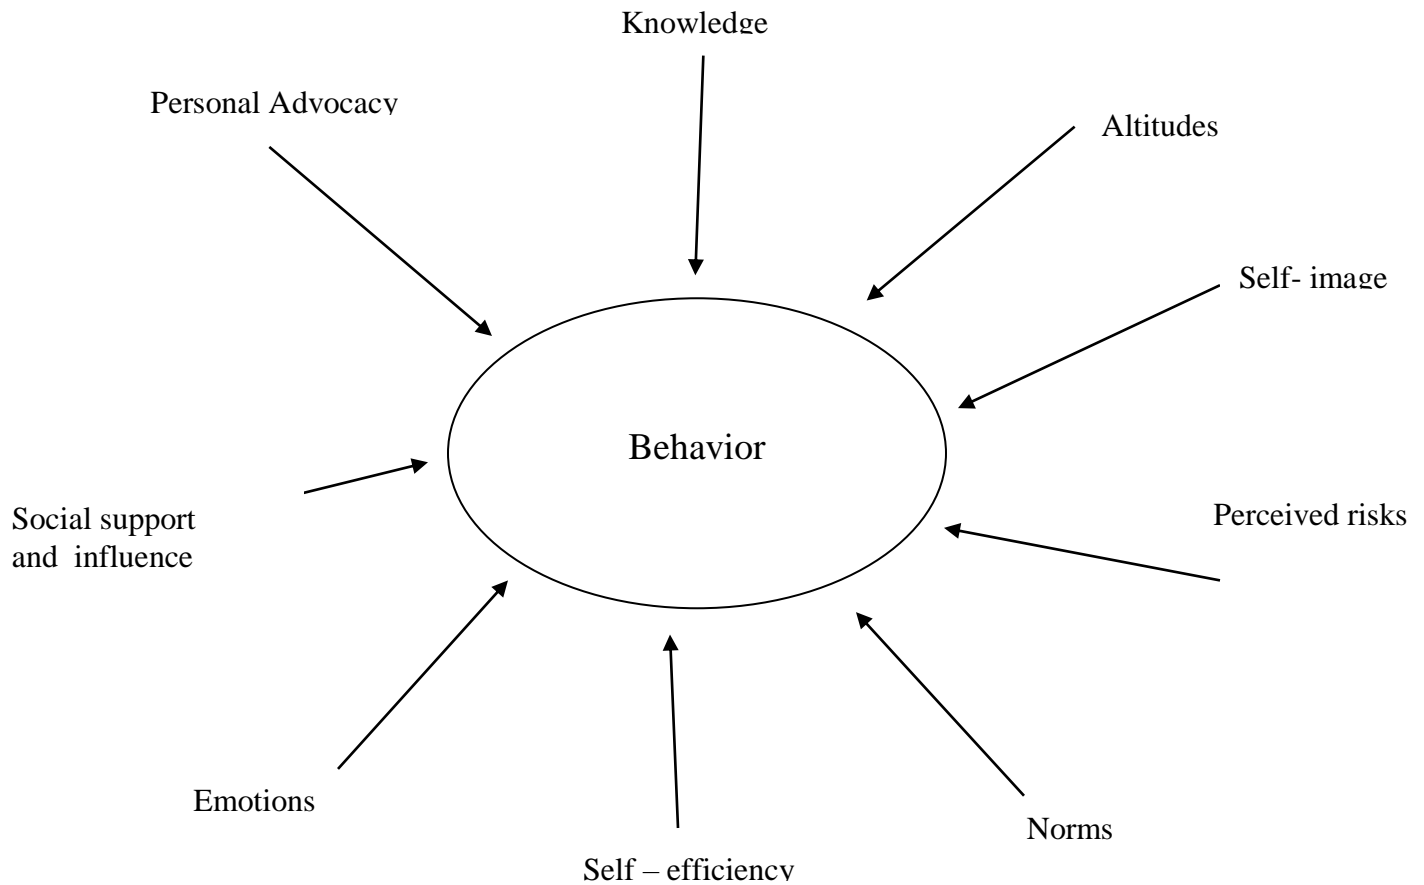 Knowledge
Personal Advocacy
Altitudes
Self- image
Behavior
Perceived risks
Social support
and influence
Emotions
Norms
Self – efficiency